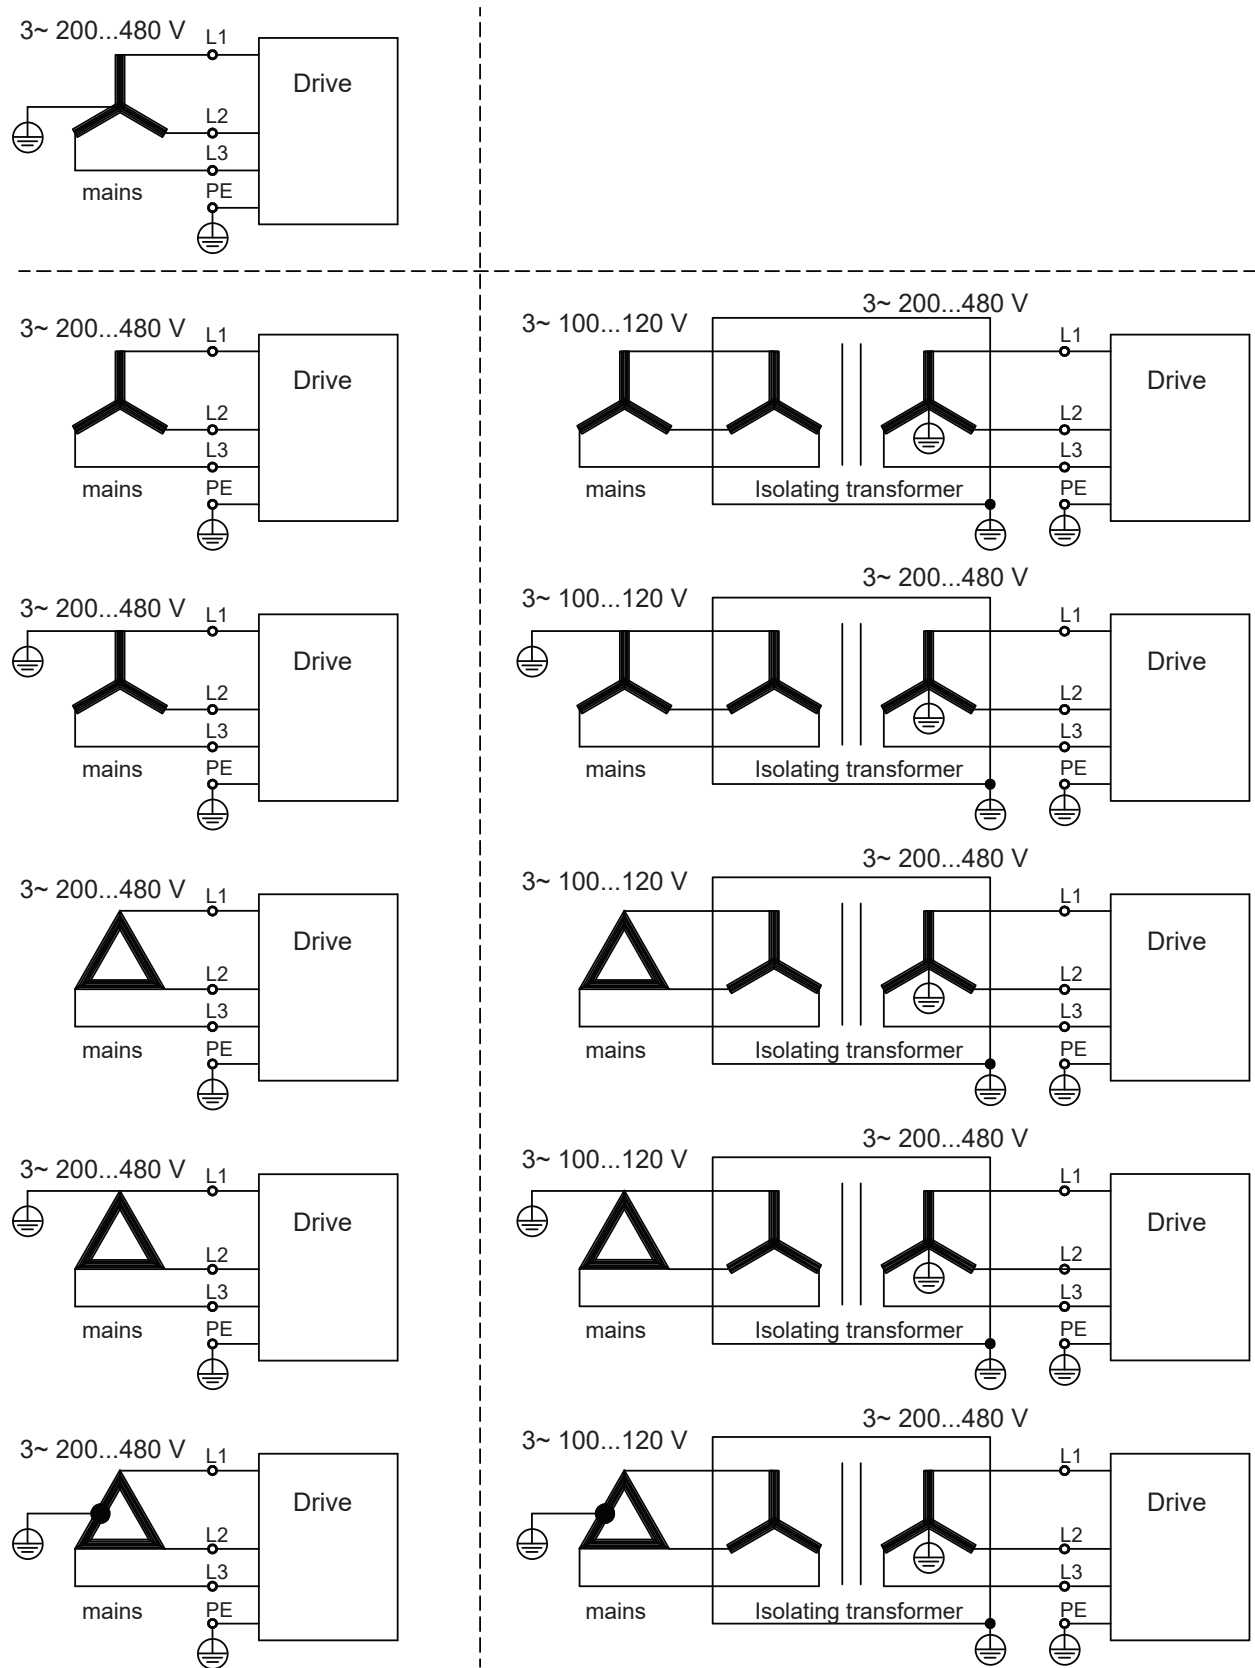 3~ 200...480 V
L1
Drive
L2
L3
mains
PE
3~ 200...480 V
L1
Drive
L2
L3
mains
PE
3~ 200...480 V
3~ 100...120 V
L1
Drive
L2
L3
mains
Isolating transformer
PE
3~ 200...480 V
L1
Drive
L2
L3
mains
PE
3~ 200...480 V
3~ 100...120 V
L1
Drive
L2
L3
mains
Isolating transformer
PE
3~ 200...480 V
L1
Drive
L2
L3
mains
PE
3~ 200...480 V
3~ 100...120 V
L1
Drive
L2
L3
mains
Isolating transformer
PE
3~ 200...480 V
L1
Drive
L2
L3
mains
PE
3~ 200...480 V
3~ 100...120 V
L1
Drive
L2
L3
mains
Isolating transformer
PE
3~ 200...480 V
L1
Drive
L2
L3
mains
PE
3~ 200...480 V
3~ 100...120 V
L1
Drive
L2
L3
mains
Isolating transformer
PE